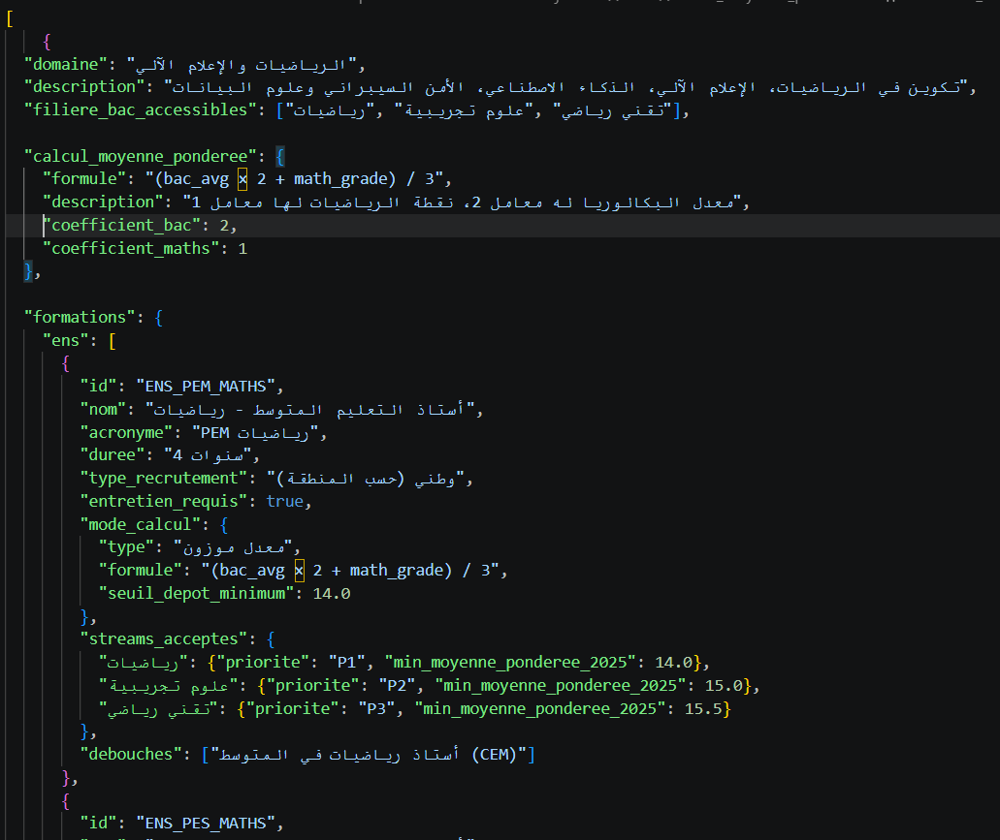 [
{
"domaine": "الرياضيات والإعلام الآلي",
"description": "تكوين في الرياضيات، الإعلام الآلي، الذكاء الاصطناعي، الأمن السيبراني وعلوم البيانات",
"filiere_bac_accessibles": ["رياضيات", "علوم تجريبية", "تقني رياضي"],
"calcul_moyenne_ponderee": {
"formule": "(bac_avg × 2 + math_grade) / 3",
"description": "معدل البكالوريا له معامل 2، نقطة الرياضيات لها معامل 1",
"coefficient_bac": 2,
"coefficient_maths": 1
},
"formations": {
"ens": [
{
"id": "ENS_PEM_MATHS",
"nom": "أستاذ التعليم المتوسط - رياضيات",
"acronyme": "PEM رياضيات",
"duree": "4 سنوات",
"type_recrutement": "وطني (حسب المنطقة)",
"entretien_requis": true,
"mode_calcul": {
"type": "معدل موزون",
"formule": "(bac_avg × 2 + math_grade) / 3",
"seuil_depot_minimum": 14.0
},
"streams_acceptes": {
"رياضيات": {"priorite": "P1", "min_moyenne_ponderee_2025": 14.0},
"علوم تجريبية": {"priorite": "P2", "min_moyenne_ponderee_2025": 15.0},
"تقني رياضي": {"priorite": "P3", "min_moyenne_ponderee_2025": 15.5}
},
"debouches": ["أستاذ رياضيات في المتوسط (CEM)"]
},
{
"id": "ENS_PES_MATHS",